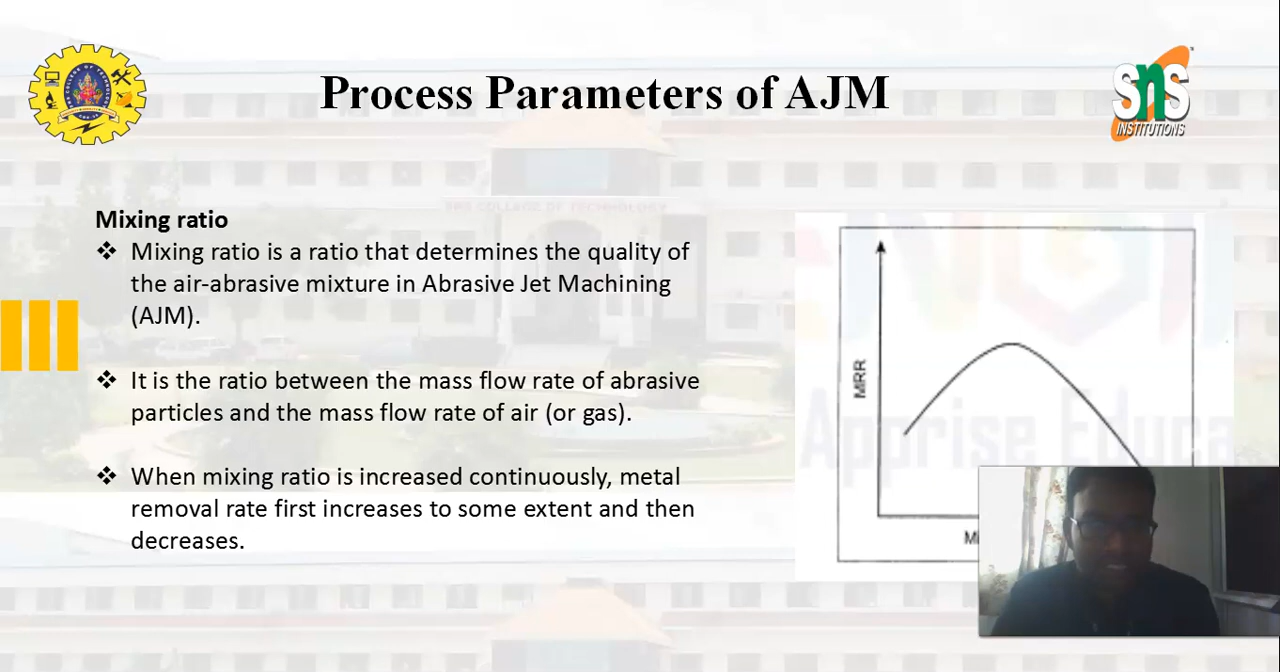 Process Parameters of AJM
SNS
INSTITUTIONS
Mixing ratio
❖ Mixing ratio is a ratio that determines the quality of
the air-abrasive mixture in Abrasive Jet Machining
(AJM).
❖ It is the ratio between the mass flow rate of abrasive
particles and the mass flow rate of air (or gas).
❖ When mixing ratio is increased continuously, metal
removal rate first increases to some extent and then
decreases.
MRR
Apprise Educa